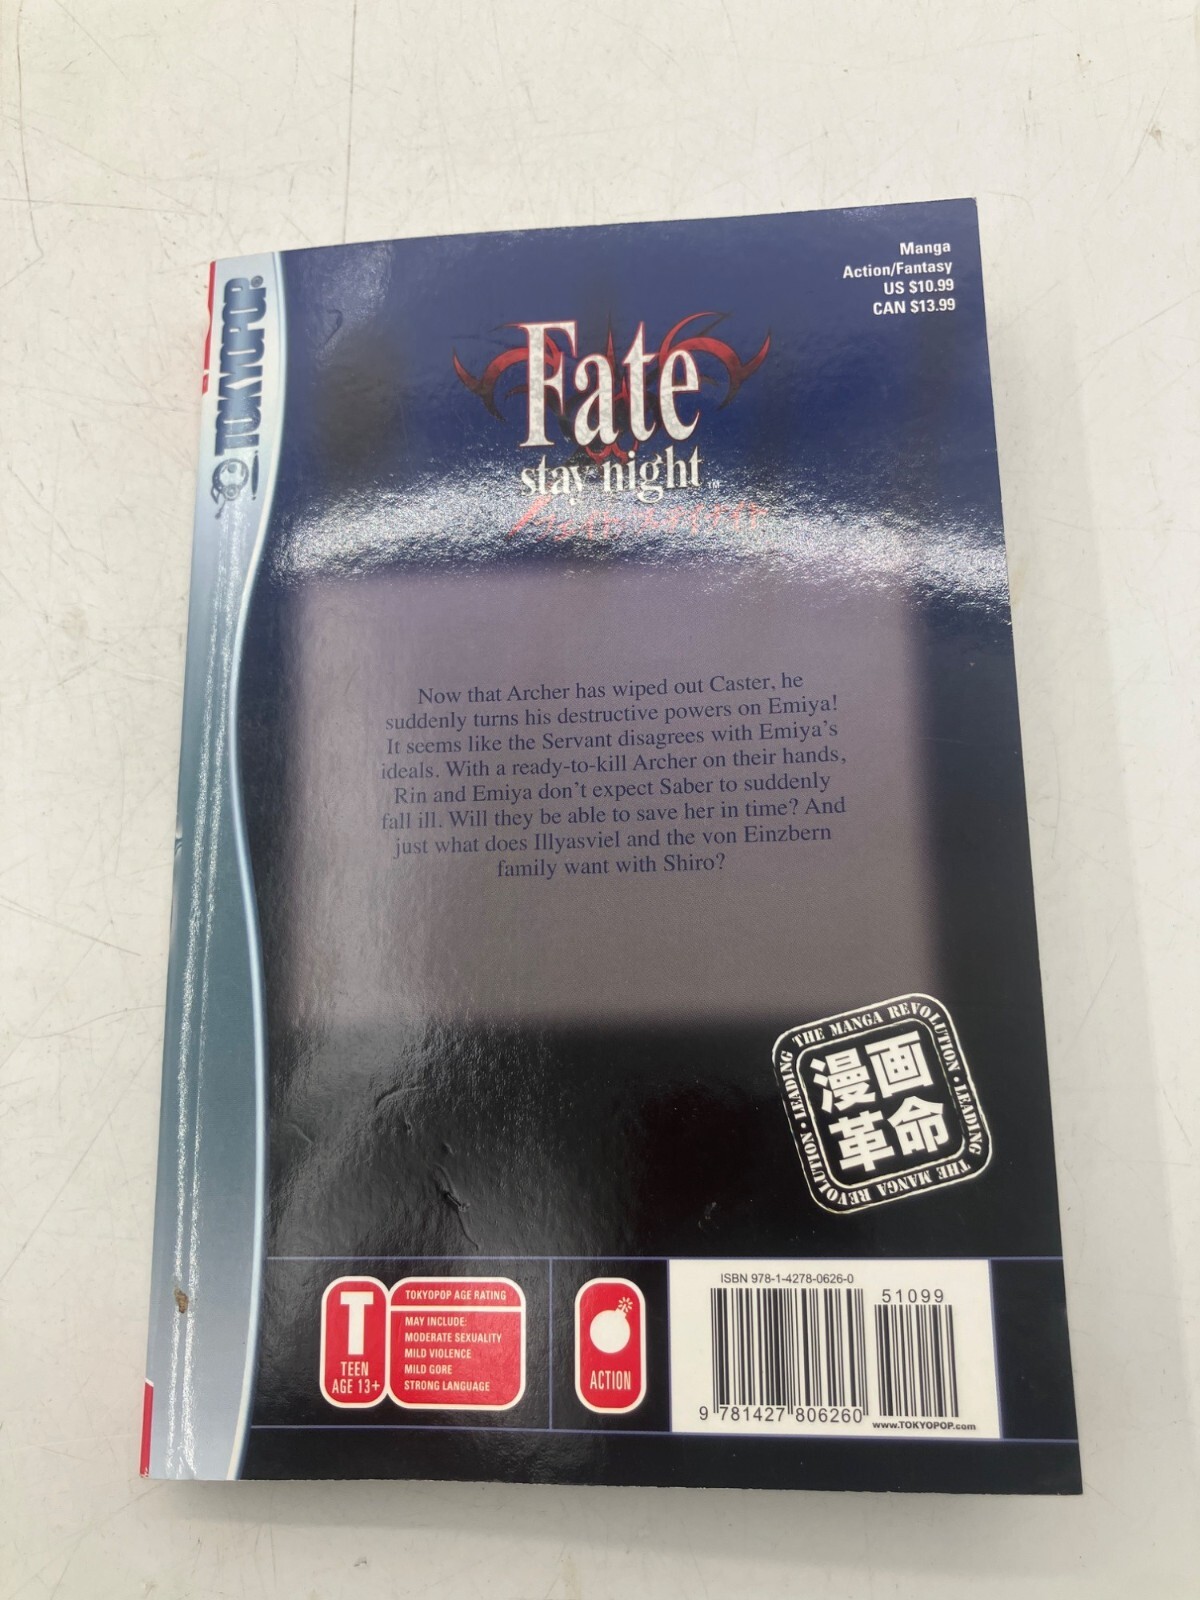 TOKYOPOP®
Manga
Action/Fantasy
US $10.99
CAN $13.99
Fate
stay night™
Now that Archer has wiped out Caster, he
suddenly turns his destructive powers on Emiya!
It seems like the Servant disagrees with Emiya's
ideals. With a ready-to-kill Archer on their hands,
Rin and Emiya don't expect Saber to suddenly
fall ill. Will they be able to save her in time? And
just what does Illyasviel and the von Einzbern
family want with Shiro?
LEADING THE MANGA REVOLUTION • LEADING THE MANGA REVOLUTION •
漫画
革命
T
TEEN
AGE 13+
TOKYOPOP AGE RATING
MAY INCLUDE:
MODERATE SEXUALITY
MILD VIOLENCE
MILD GORE
STRONG LANGUAGE
ACTION
ISBN 978-1-4278-0626-0
51099
9 781427 806260
www.TOKYOPOP.com